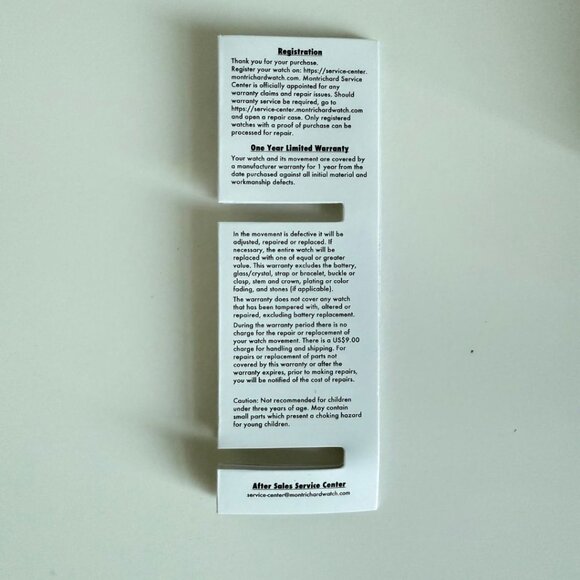 Registration
Thank you for your purchase.
Register your watch on: https://service-center.
montrichardwatch.com. Montrichard Service
Center is officially appointed for any
warranty claims and repair issues. Should
warranty service be required, go to
https://service-center.montrichardwatch.com
and open a repair case. Only registered
watches with a proof of purchase can be
processed for repair.
One Year Limited Warranty
Your watch and its movement are covered by
a manufacturer warranty for 1 year from the
date purchased against all initial material and
workmanship defects.
In the movement is defective it will be
adjusted, repaired or replaced. If
necessary, the entire watch will be
replaced with one of equal or greater
value. This warranty excludes the battery,
glass/crystal, strap or bracelet, buckle or
clasp, stem and crown, plating or color
fading, and stones (if applicable).
The warranty does not cover any watch
that has been tampered with, altered or
repaired, excluding battery replacement.
During the warranty period there is no
charge for the repair or replacement of
your watch movement. There is a US$9.00
charge for handling and shipping. For
repairs or replacement of parts not
covered by this warranty or after the
warranty expires, prior to making repairs,
you will be notified of the cost of repairs.
Caution: Not recommended for children
under three years of age. May contain
small parts which present a choking hazard
for young children.
After Sales Service Center
service-center@montrichardwatch.com